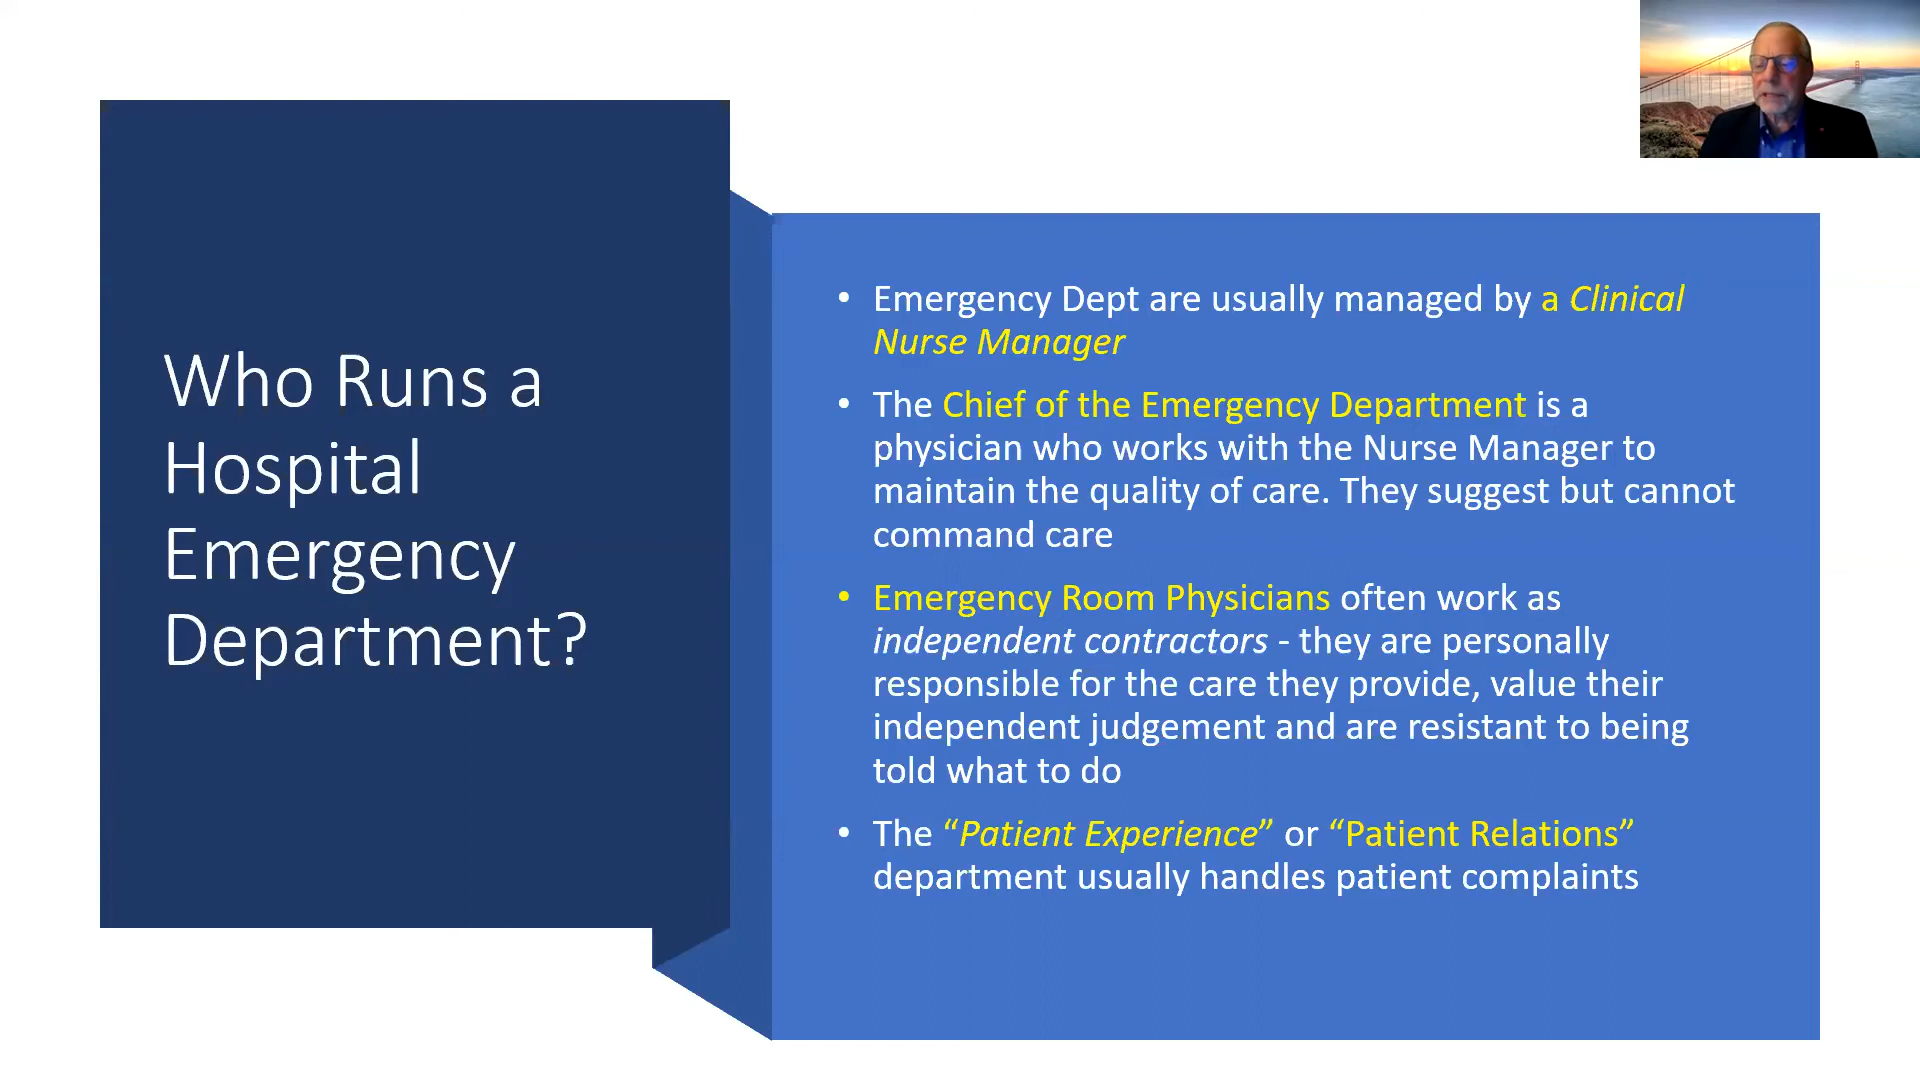 Who Runs a
Hospital
Emergency
Department?
• Emergency Dept are usually managed by a Clinical
Nurse Manager
• The Chief of the Emergency Department is a
physician who works with the Nurse Manager to
maintain the quality of care. They suggest but cannot
command care
• Emergency Room Physicians often work as
independent contractors - they are personally
responsible for the care they provide, value their
independent judgement and are resistant to being
told what to do
• The “Patient Experience” or “Patient Relations”
department usually handles patient complaints